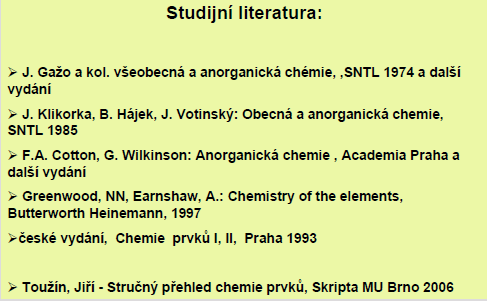 Studijní literatura:
➢ J. Gažo a kol. všeobecná a anorganická chémie, ,SNTL 1974 a další
vydání
➢ J. Klikorka, B. Hájek, J. Votinský: Obecná a anorganická chemie,
SNTL 1985
➢ F.A. Cotton, G. Wilkinson: Anorganická chemie , Academia Praha a
další vydání
➢ Greenwood, NN, Earnshaw, A.: Chemistry of the elements,
Butterworth Heinemann, 1997
➢české vydání, Chemie prvků I, II, Praha 1993
➢ Toužín, Jiří - Stručný přehled chemie prvků, Skripta MU Brno 2006